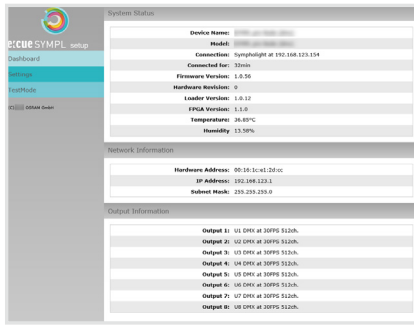 e:cue SYMPL setup
Dashboard
Settings
TestMode
OSRAM GmbH
System Status
Device Name:
Model:
Connection: Sympholight at 192.168.123.154
Connected for: 33min
Firmware Version: 1.0.56
Hardware Revision: 0
Loader Version: 1.0.12
FPGA Version: 1.1.0
Temperature: 36.85°C
Humidity 13.58%
Network Information
Hardware Address: 00:16:1c:e1:2d:cc
IP Address: 192.168.123.1
Subnet Mask: 255.255.255.0
Output Information
Output 1: U1 DMX at 30FPS 512ch.
Output 2: U2 DMX at 30FPS 512ch.
Output 3: U3 DMX at 30FPS 512ch.
Output 4: U4 DMX at 30FPS 512ch.
Output 5: U5 DMX at 30FPS 512ch.
Output 6: U6 DMX at 30FPS 512ch.
Output 7: U7 DMX at 30FPS 512ch.
Output 8: U8 DMX at 30FPS 512ch.